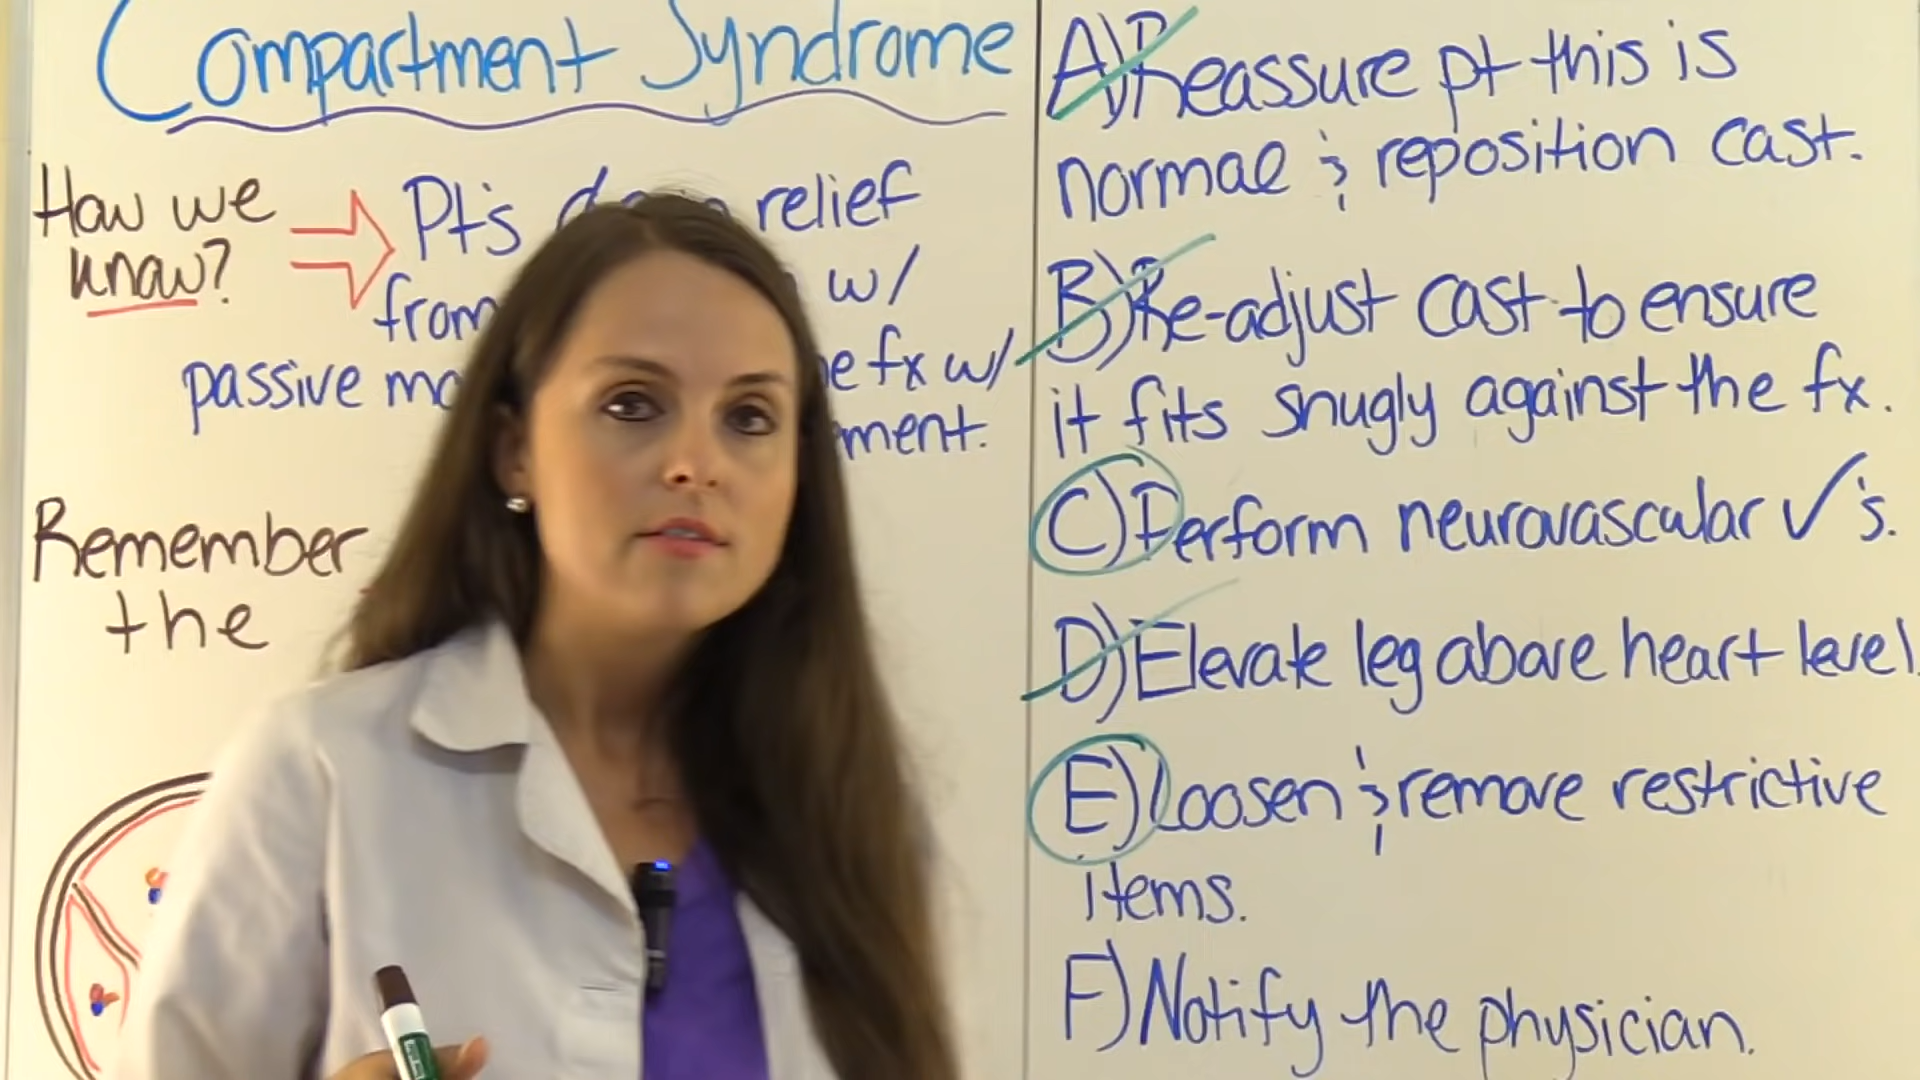 Compartment Syndrome
How we
know?
Pt's relief
from w/
passive fx w/
Remember
the
A) Reassure pt this is
normal & reposition cast.
B) Re-adjust cast to ensure
it fits snugly against the fx.
C) Perform neurovascular ✓'s.
D) Elevate leg above heart level.
E) Loosen & remove restrictive
items.
F) Notify the physician.